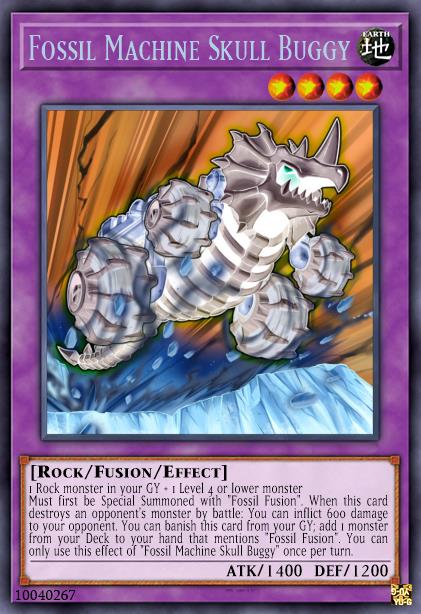 FOSSIL MACHINE SKULL BUGGY
EARTH
地
[ROCK/FUSION/EFFECT]
1 Rock monster in your GY + 1 Level 4 or lower monster
Must first be Special Summoned with "Fossil Fusion". When this card
destroys an opponent's monster by battle: You can inflict 600 damage
to your opponent. You can banish this card from your GY; add 1 monster
from your Deck to your hand that mentions "Fossil Fusion". You can
only use this effect of "Fossil Machine Skull Buggy" once per turn.
ATK/1400 DEF/1200
10040267